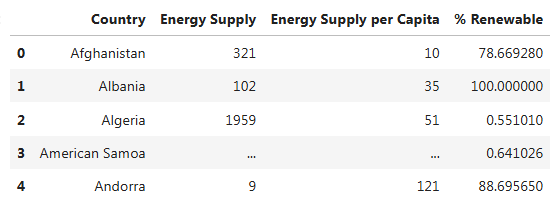 Country Energy Supply Energy Supply per Capita % Renewable
0 Afghanistan 321 10 78.669280
1 Albania 102 35 100.000000
2 Algeria 1959 51 0.551010
3 American Samoa ... ... 0.641026
4 Andorra 9 121 88.695650